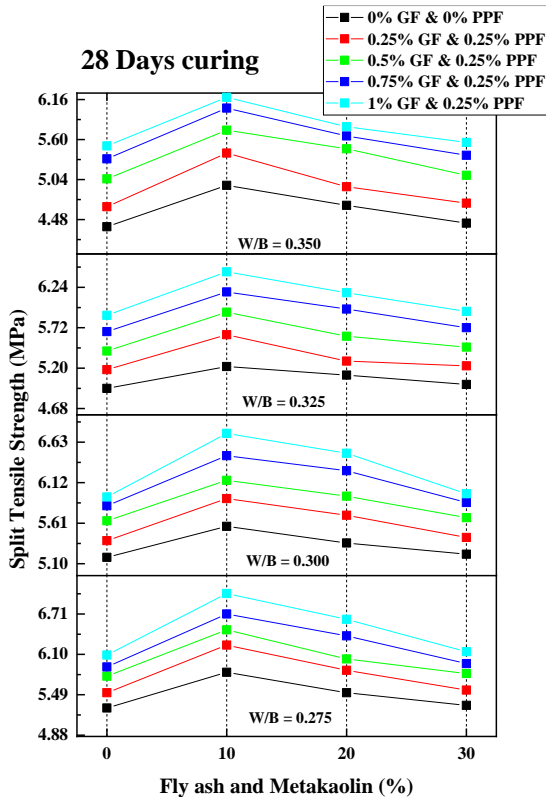 28 Days curing
0% GF & 0% PPF
0.25% GF & 0.25% PPF
0.5% GF & 0.25% PPF
0.75% GF & 0.25% PPF
1% GF & 0.25% PPF
Split Tensile Strength (MPa)
6.16
5.60
5.04
4.48
W/B = 0.350
6.24
5.72
5.20
4.68
W/B = 0.325
6.63
6.12
5.61
5.10
W/B = 0.300
6.71
6.10
5.49
4.88
W/B = 0.275
0 10 20 30
Fly ash and Metakaolin (%)